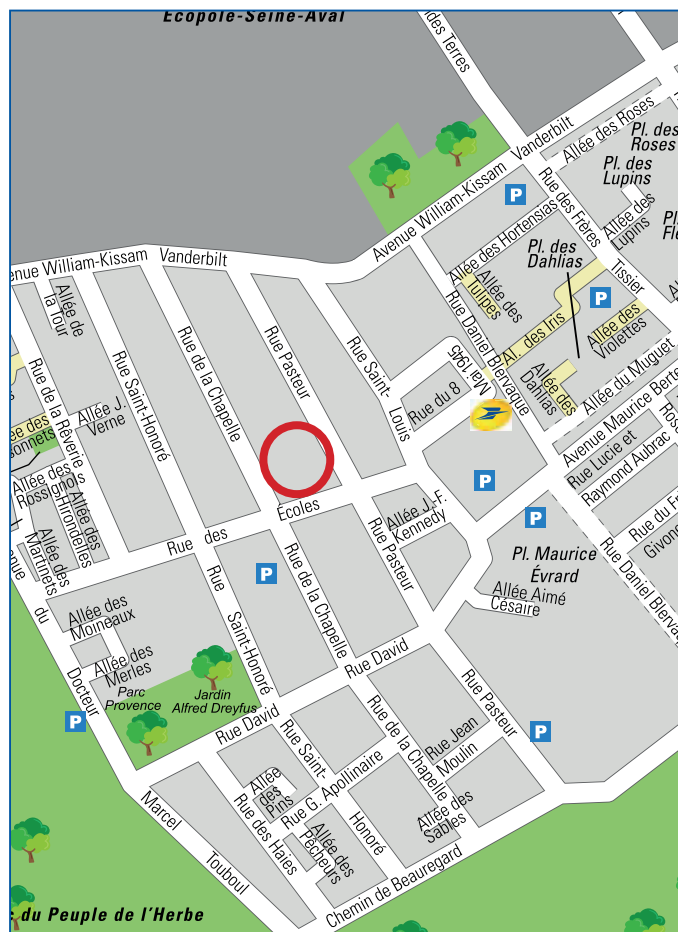 Ecopole-Seine-Aval
des Terres
Avenue William-Kissam Vanderbilt
Allée des Roses
Pl. des
Roses
Pl. des
Lupins
Allée des
Lupins
Rue des Frères
Tissier
Allée des Hortensias
Pl. des
Dahlias
P
enue William-Kissam Vanderbilt
Allée de
la Tour
Allée des
Tulipes
Al. des Iris
P
Allée des
Violettes
Rue Daniel Blervaque
Rue Pasteur
Rue Saint-
Louis
Rue du 8
Mai 1945
Allée des
Dahlias
Allée du Muguet
Avenue Maurice Berte
Rue Lucie et
Raymond Aubrac
Rue de la Rêverie
Rue Saint-Honoré
Rue de la Chapelle
Allée J.
Verne
Allée des
Rossignols
Allée des
Hirondelles
Allée des
Martinets
Rue des
Écoles
Allée J.-F.
Kennedy
P
P
Rue du Fr
Givono
Pl. Maurice
Évrard
Rue Daniel Blervaque
Allée Aimé
Césaire
Rue Pasteur
P
Rue de la Chapelle
Rue
Saint-Honoré
Allée des
Moineaux
Allée des
Merles
Parc
Provence
Jardin
Alfred Dreyfus
du
Docteur
P
Rue David
Rue David
Rue Pasteur
P
Rue Saint-
Honoré
Rue de la Chapelle
Rue Jean
Moulin
Allée
des
Pins
Rue G. Apollinaire
Rue des Haies
Allée des
Pêcheurs
Allée des
Sables
Marcel
Touboul
Chemin de Beauregard
du Peuple de l'Herbe